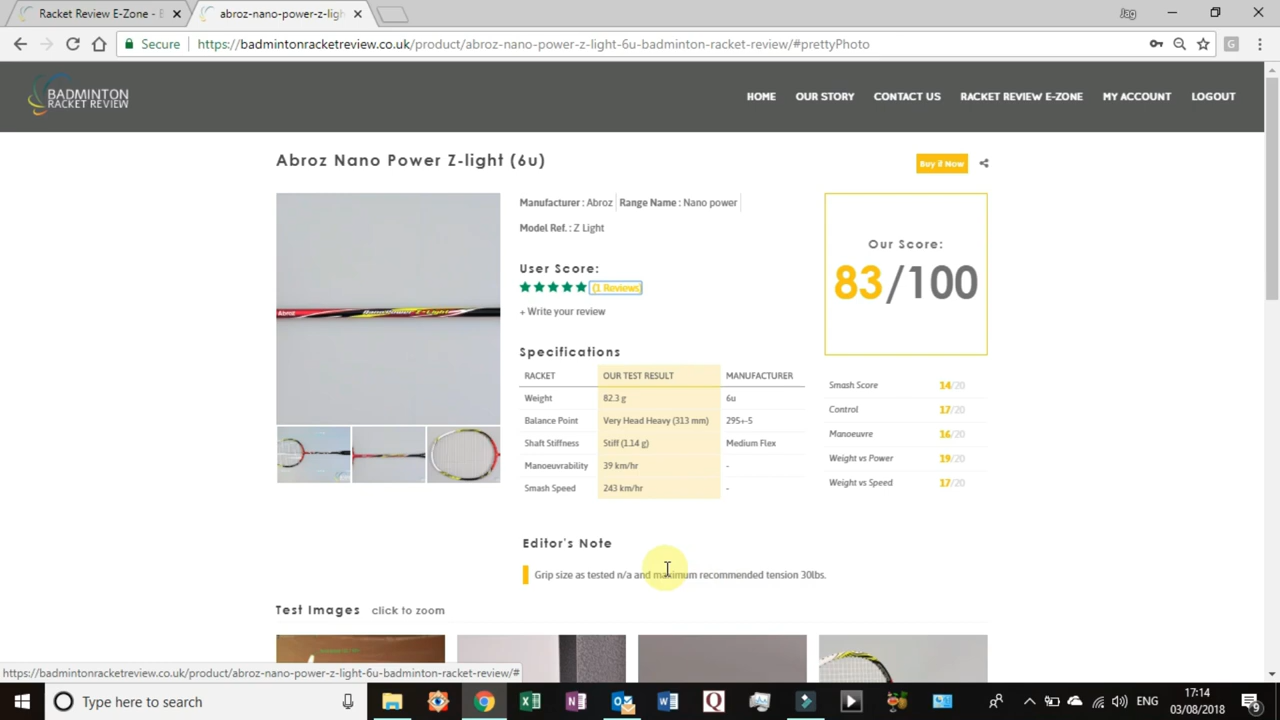 Racket Review E-Zone - E
abroz-nano-power-z-ligh
Jag
Secure
https://badmintonracketreview.co.uk/product/abroz-nano-power-z-light-6u-badminton-racket-review/#prettyPhoto
BADMINTON
RACKET REVIEW
HOME OUR STORY CONTACT US RACKET REVIEW E-ZONE MY ACCOUNT LOGOUT
Abroz Nano Power Z-light (6u)
Buy it Now
Manufacturer : Abroz Range Name : Nano power
Model Ref. : Z Light
User Score:
(1 Reviews)
+ Write your review
Our Score:
83/100
Abroz Nanopower Z-Light
Specifications
RACKET OUR TEST RESULT MANUFACTURER
Weight 82.3 g 6u
Balance Point Very Head Heavy (313 mm) 295+-5
Shaft Stiffness Stiff (1.14 g) Medium Flex
Manoeuvrability 39 km/hr -
Smash Speed 243 km/hr -
Smash Score 14/20
Control 17/20
Manoeuvre 16/20
Weight vs Power 19/20
Weight vs Speed 17/20
Editor's Note
Grip size as tested n/a and maximum recommended tension 30lbs.
Test Images click to zoom
https://badmintonracketreview.co.uk/product/abroz-nano-power-z-light-6u-badminton-racket-review/#
Type here to search
ENG
17:14
03/08/2018
9